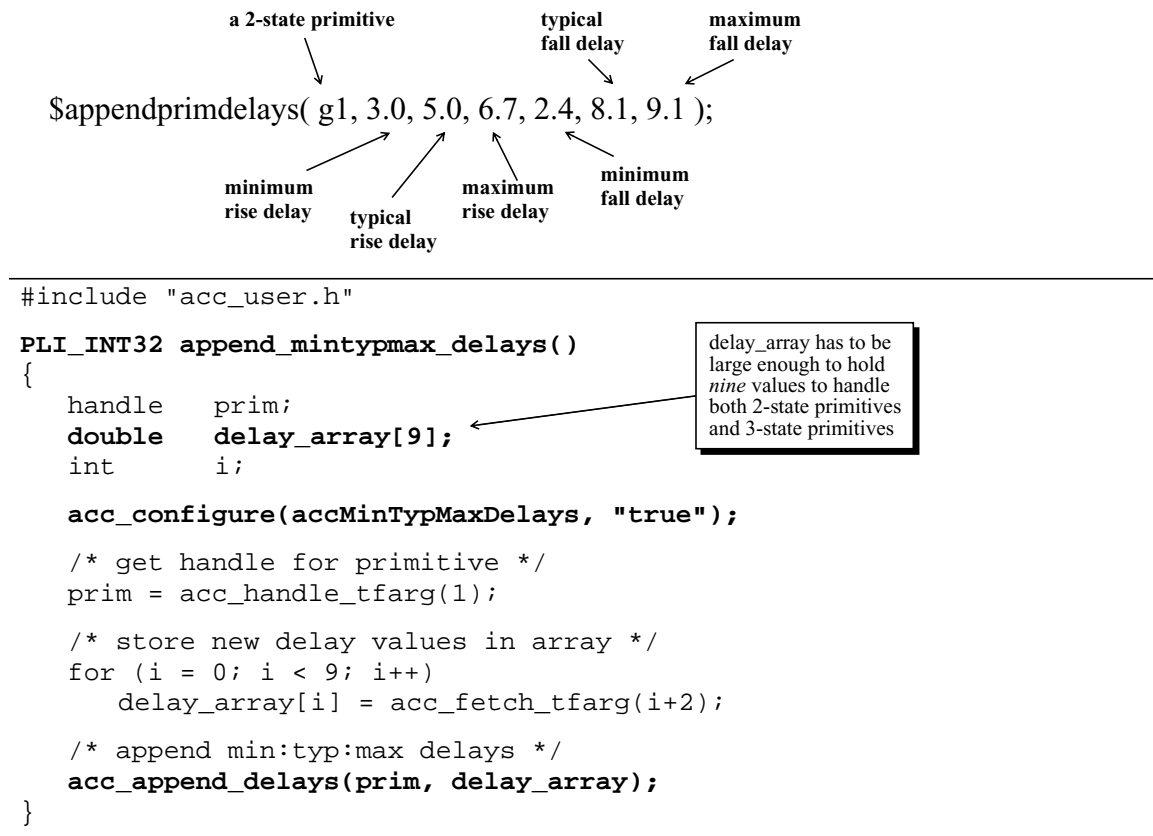 a 2-state primitive
typical
fall delay
maximum
fall delay
$appendprimdelays( g1, 3.0, 5.0, 6.7, 2.4, 8.1, 9.1 );
minimum
rise delay
typical
rise delay
maximum
rise delay
minimum
fall delay
#include "acc_user.h"
PLI_INT32 append_mintypmax_delays()
{
handle prim;
double delay_array[9];
int i;
delay_array has to be
large enough to hold
nine values to handle
both 2-state primitives
and 3-state primitives
acc_configure(accMinTypMaxDelays, "true");
/* get handle for primitive */
prim = acc_handle_tfarg(1);
/* store new delay values in array */
for (i = 0; i < 9; i++)
delay_array[i] = acc_fetch_tfarg(i+2);
/* append min:typ:max delays */
acc_append_delays(prim, delay_array);
}